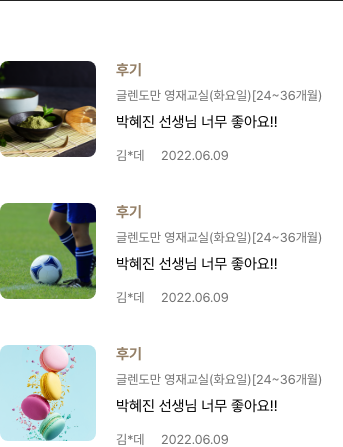 후기
글렌도만 영재교실(화요일)[24~36개월)
박혜진 선생님 너무 좋아요!!
김*데 2022.06.09
후기
글렌도만 영재교실(화요일)[24~36개월)
박혜진 선생님 너무 좋아요!!
김*데 2022.06.09
후기
글렌도만 영재교실(화요일)[24~36개월)
박혜진 선생님 너무 좋아요!!
김*데 2022.06.09